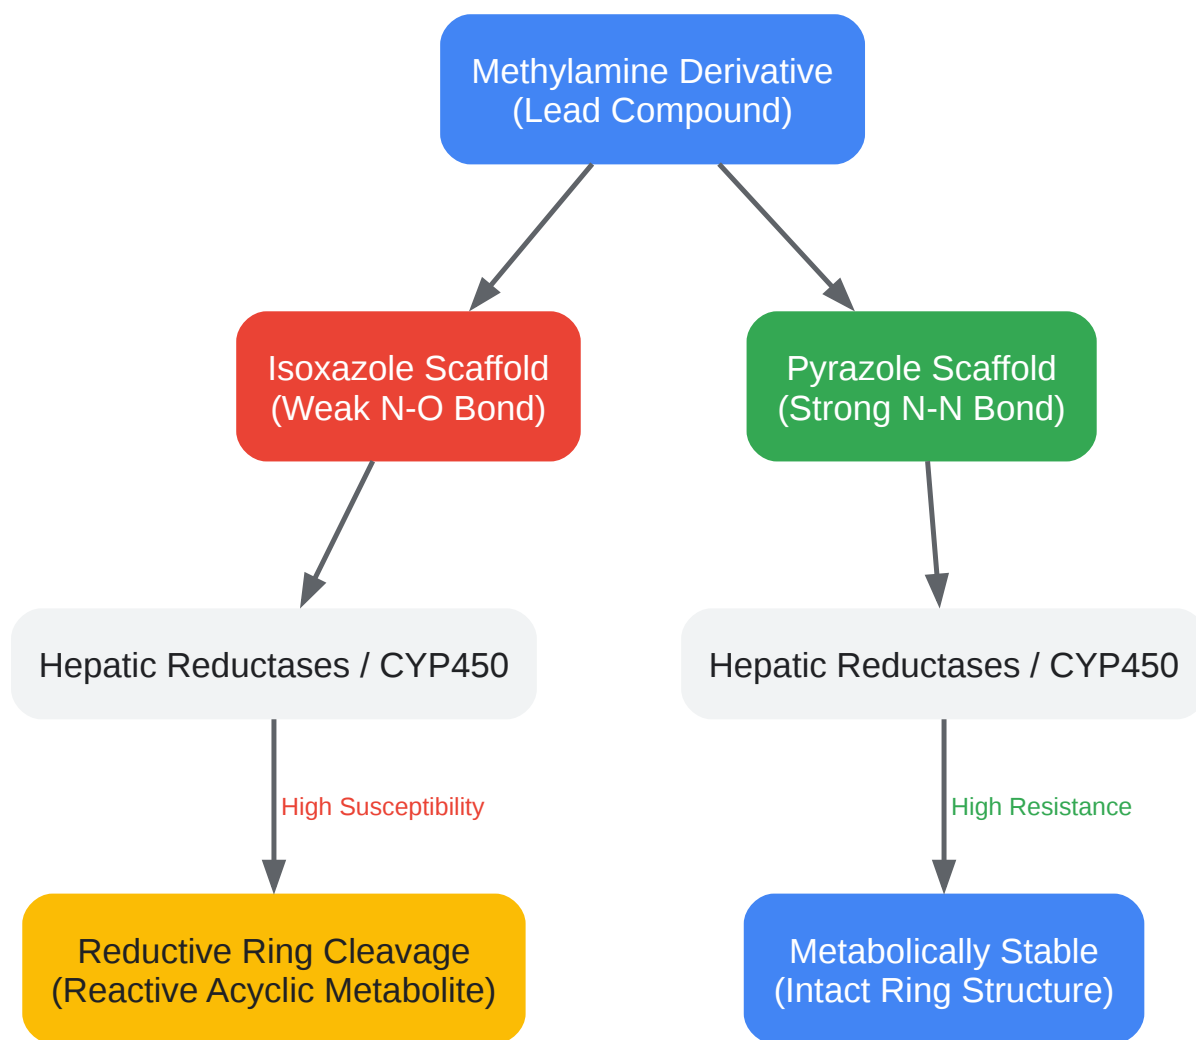 Methylamine Derivative
(Lead Compound)
Isoxazole Scaffold
(Weak N-O Bond)
Pyrazole Scaffold
(Strong N-N Bond)
Hepatic Reductases / CYP450
Hepatic Reductases / CYP450
High Susceptibility
High Resistance
Reductive Ring Cleavage
(Reactive Acyclic Metabolite)
Metabolically Stable
(Intact Ring Structure)